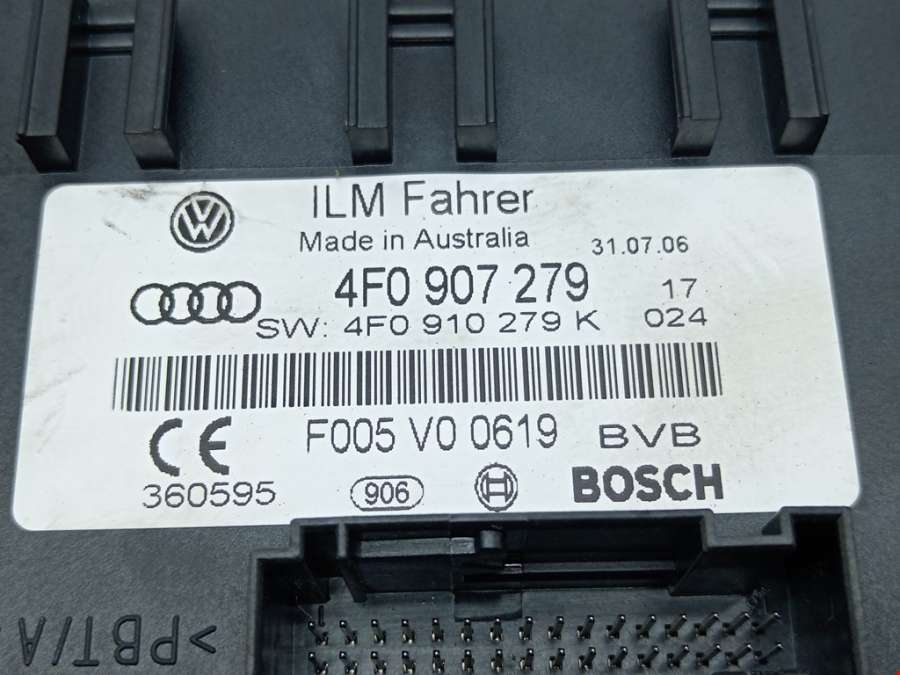 ILM Fahrer
Made in Australia 31.07.06
4F0 907 279 17
SW: 4F0 910 279 K 024
F005 V0 0619 BVB
CE
360595 906 BOSCH
>PBT/A